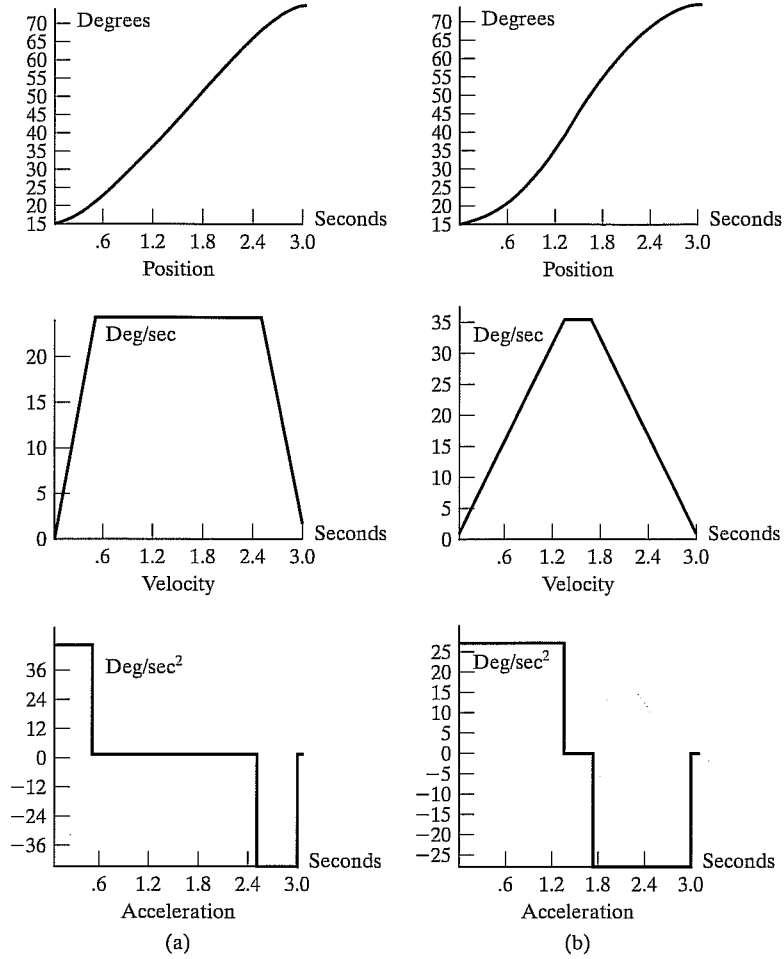 Degrees
70
65
60
55
50
45
40
35
30
25
20
15
.6 1.2 1.8 2.4 3.0
Seconds
Position
Deg/sec
20
15
10
5
0
.6 1.2 1.8 2.4 3.0
Seconds
Velocity
Deg/sec²
36
24
12
0
−12
−24
−36
.6 1.2 1.8 2.4 3.0
Seconds
Acceleration
(a)
Degrees
70
65
60
55
50
45
40
35
30
25
20
15
.6 1.2 1.8 2.4 3.0
Seconds
Position
Deg/sec
35
30
25
20
15
10
5
0
.6 1.2 1.8 2.4 3.0
Seconds
Velocity
Deg/sec²
25
20
15
10
5
0
−5
−10
−15
−20
−25
.6 1.2 1.8 2.4 3.0
Seconds
Acceleration
(b)